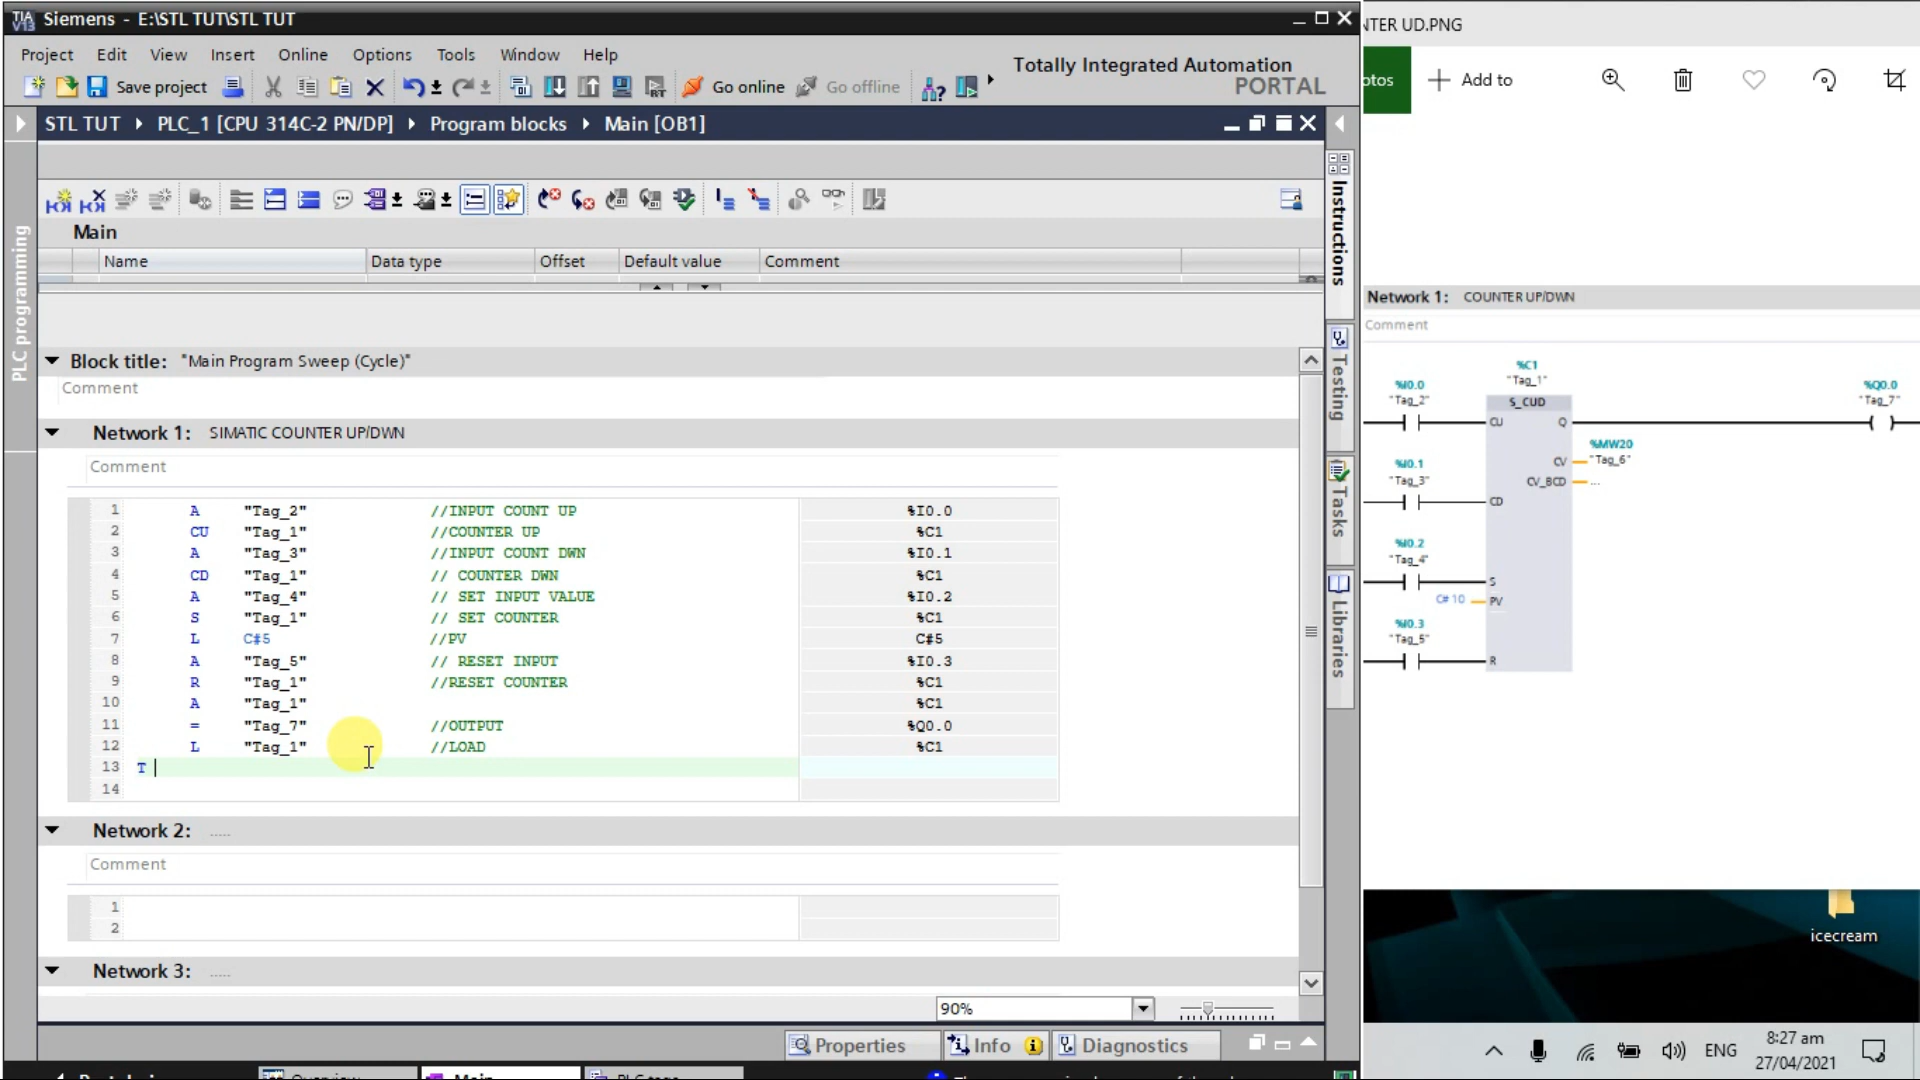 TIA V13 Siemens - E:\STL TUT\STL TUT
Project Edit View Insert Online Options Tools Window Help
Totally Integrated Automation
PORTAL
Save project Go online Go offline
STL TUT PLC_1 [CPU 314C-2 PN/DP] Program blocks Main [OB1]
PLC programming
Main
Name Data type Offset Default value Comment
Block title: "Main Program Sweep (Cycle)"
Comment
Network 1: SIMATIC COUNTER UP/DWN
Comment
1 A "Tag_2" //INPUT COUNT UP %I0.0
2 CU "Tag_1" //COUNTER UP %C1
3 A "Tag_3" //INPUT COUNT DWN %I0.1
4 CD "Tag_1" // COUNTER DWN %C1
5 A "Tag_4" // SET INPUT VALUE %I0.2
6 S "Tag_1" // SET COUNTER %C1
7 L C#5 //PV C#5
8 A "Tag_5" // RESET INPUT %I0.3
9 R "Tag_1" //RESET COUNTER %C1
10 A "Tag_1" %C1
11 = "Tag_7" //OUTPUT %Q0.0
12 L "Tag_1" //LOAD %C1
13 T
14
Network 2: .....
Comment
1
2
Network 3: .....
90%
Properties Info Diagnostics
Instructions
Testing
Tasks
Libraries
NTER UD.PNG
otos Add to
Network 1: COUNTER UP/DWN
Comment
%C1
"Tag_1"
%I0.0
"Tag_2"
S_CUD
%Q0.0
"Tag_7"
CU Q
%MW20
"Tag_6"
%I0.1
"Tag_3"
CV
CV_BCD ...
CD
%I0.2
"Tag_4"
S
C# 10 PV
%I0.3
"Tag_5"
R
icecream
ENG
8:27 am
27/04/2021